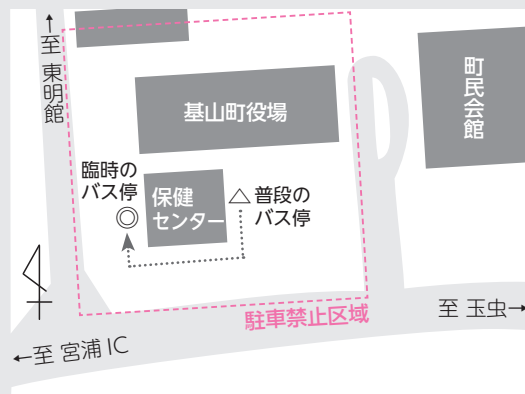 ↑至 東明館
基山町役場
町民会館
臨時の
バス停
◎
保健
センター
△普段の
バス停
駐車禁止区域
至 玉虫→
←至 宮浦IC